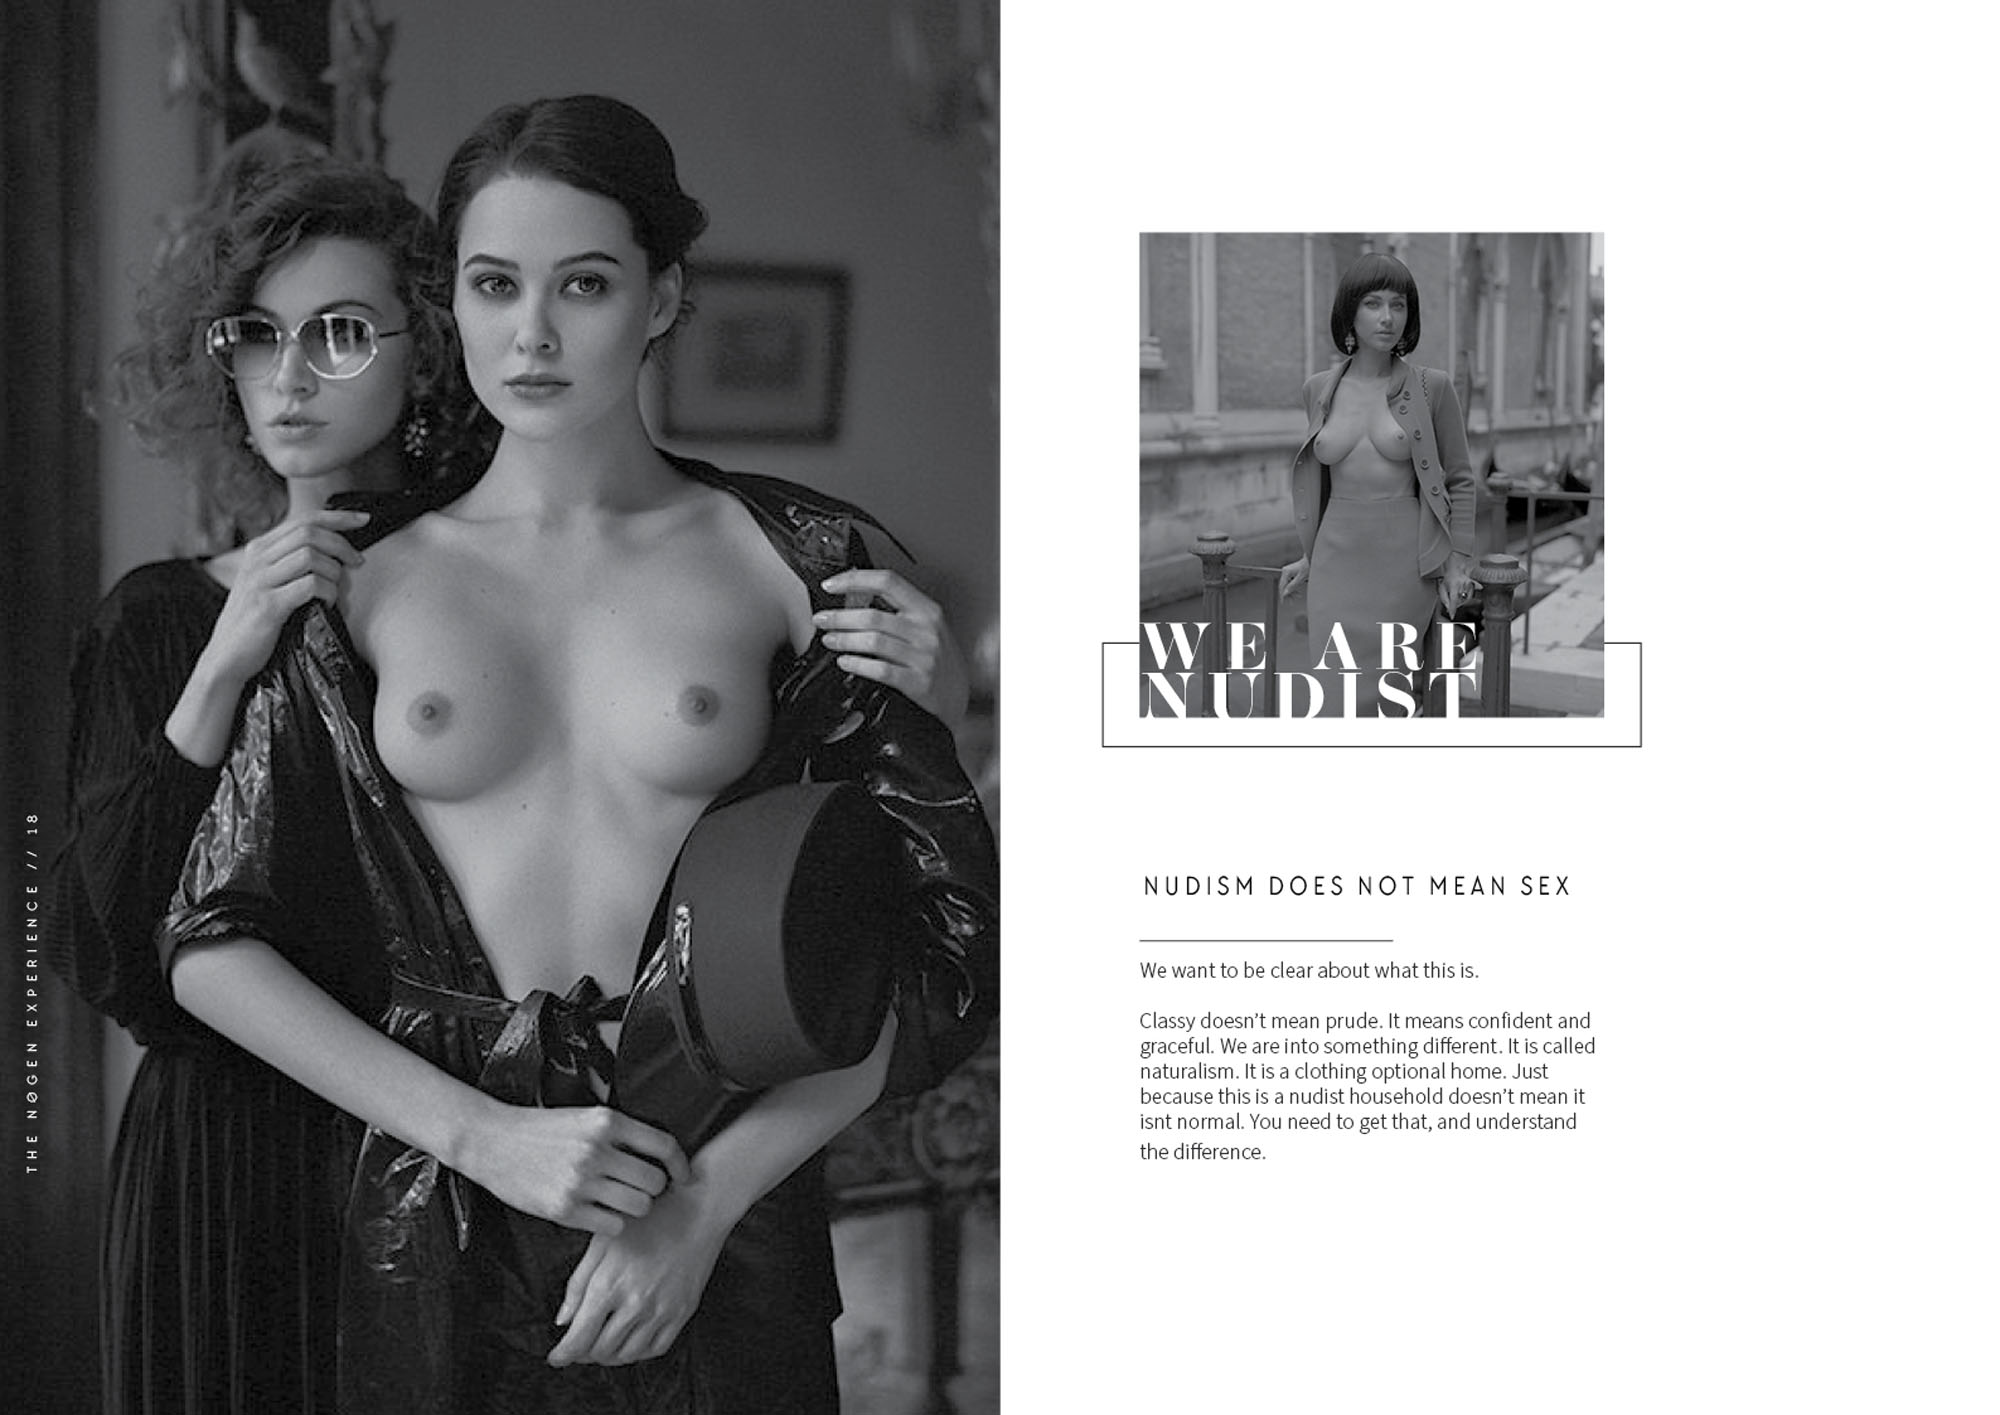 THE NØGEN EXPERIENCE // 18
WE ARE
NUDIST
NUDISM DOES NOT MEAN SEX
We want to be clear about what this is.
Classy doesn’t mean prude. It means confident and
graceful. We are into something different. It is called
naturalism. It is a clothing optional home. Just
because this is a nudist household doesn’t mean it
isnt normal. You need to get that, and understand
the difference.